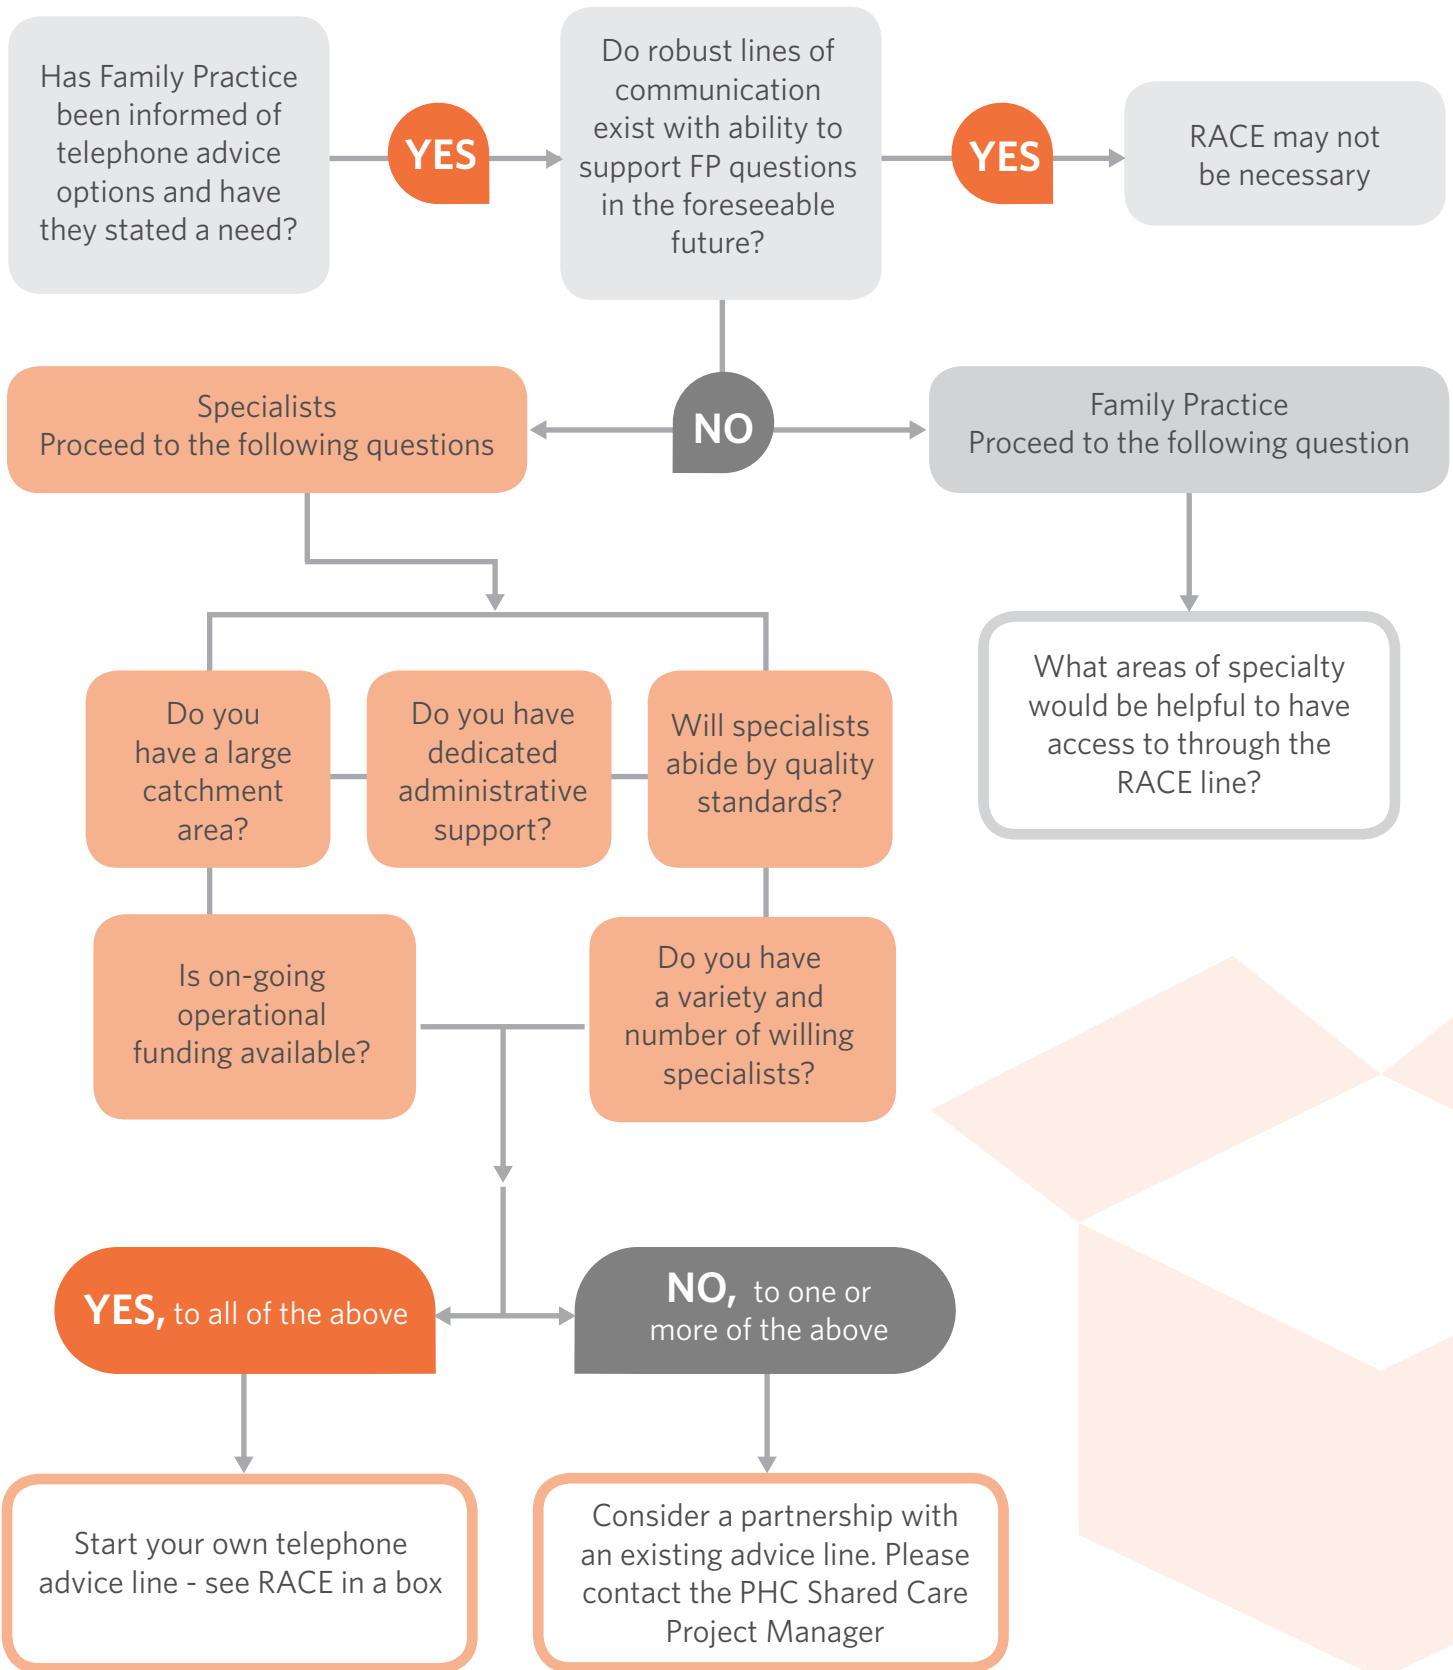 Has Family Practice
been informed of
telephone advice
options and have
they stated a need?
YES
Do robust lines of
communication
exist with ability to
support FP questions
in the foreseeable
future?
YES
RACE may not
be necessary
NO
Specialists
Proceed to the following questions
Family Practice
Proceed to the following question
Do you
have a large
catchment
area?
Do you have
dedicated
administrative
support?
Will specialists
abide by quality
standards?
What areas of specialty
would be helpful to have
access to through the
RACE line?
Is on-going
operational
funding available?
Do you have
a variety and
number of willing
specialists?
YES, to all of the above
NO, to one or
more of the above
Start your own telephone
advice line - see RACE in a box
Consider a partnership with
an existing advice line. Please
contact the PHC Shared Care
Project Manager